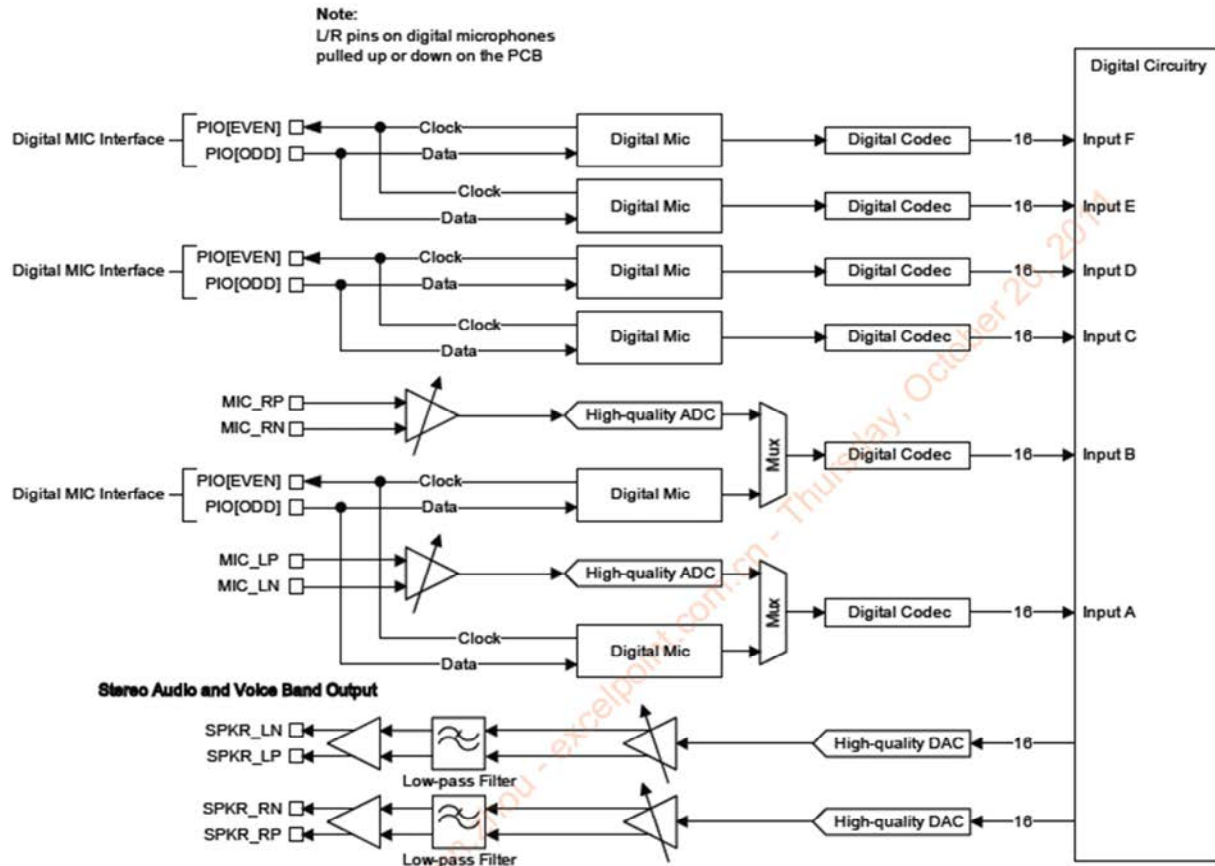 Note:
L/R pins on digital microphones
pulled up or down on the PCB
Digital Circuitry
Digital MIC Interface
PIO[EVEN]
Clock
Digital Mic
Digital Codec
16
Input F
PIO[ODD]
Data
Clock
Digital Mic
Digital Codec
16
Input E
Data
Digital MIC Interface
PIO[EVEN]
Clock
Digital Mic
Digital Codec
16
Input D
PIO[ODD]
Data
Clock
Digital Mic
Digital Codec
16
Input C
Data
MIC_RP
MIC_RN
High-quality ADC
Mux
Digital Codec
16
Input B
Digital MIC Interface
PIO[EVEN]
Clock
Digital Mic
PIO[ODD]
Data
MIC_LP
MIC_LN
High-quality ADC
Mux
Digital Codec
16
Input A
Clock
Digital Mic
Data
Stereo Audio and Voice Band Output
SPKR_LN
SPKR_LP
Low-pass Filter
High-quality DAC
16
SPKR_RN
SPKR_RP
Low-pass Filter
High-quality DAC
16
zhou - excelpoint.com.cn - Thursday, October 20, 2011